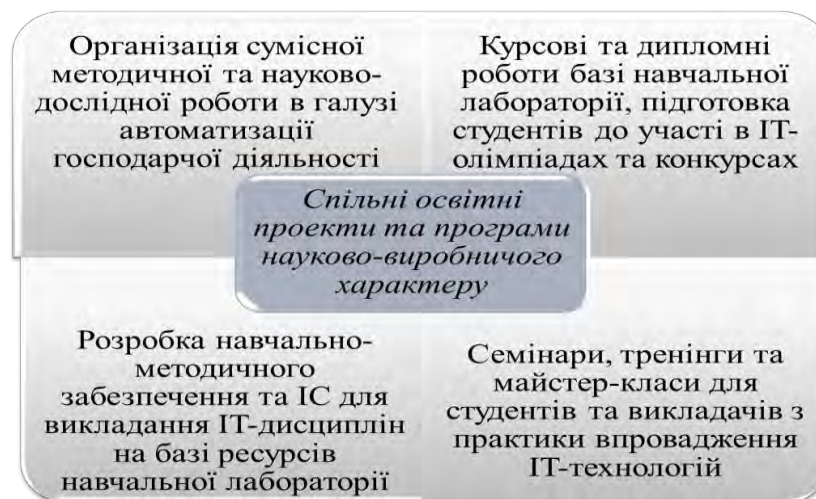 Організація сумісної
методичної та науково-
дослідної роботи в галузі
автоматизації
господарчої діяльності
Курсові та дипломні
роботи базі навчальної
лабораторії, підготовка
студентів до участі в ІТ-
олімпіадах та конкурсах
Спільні освітні
проекти та програми
науково-виробничого
характеру
Розробка навчально-
методичного
забезпечення та ІС для
викладання ІТ-дисциплін
на базі ресурсів
навчальної лабораторії
Семінари, тренінги та
майстер-класи для
студентів та викладачів з
практики впровадження
ІТ-технологій